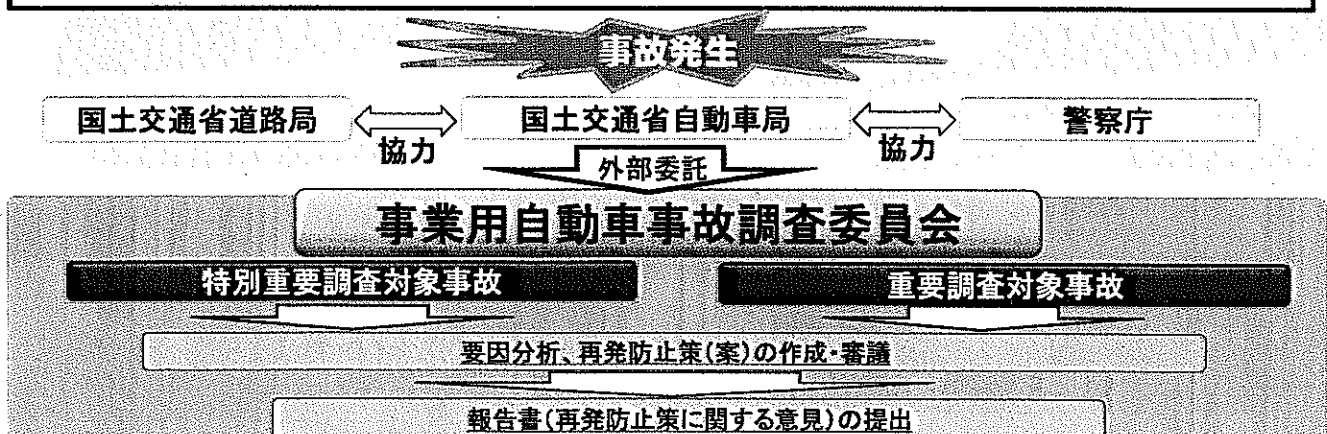 事故発生
国土交通省道路局
協力
国土交通省自動車局
協力
警察庁
外部委託
事業用自動車事故調査委員会
特別重要調査対象事故
重要調査対象事故
要因分析、再発防止策(案)の作成・審議
報告書(再発防止策に関する意見)の提出